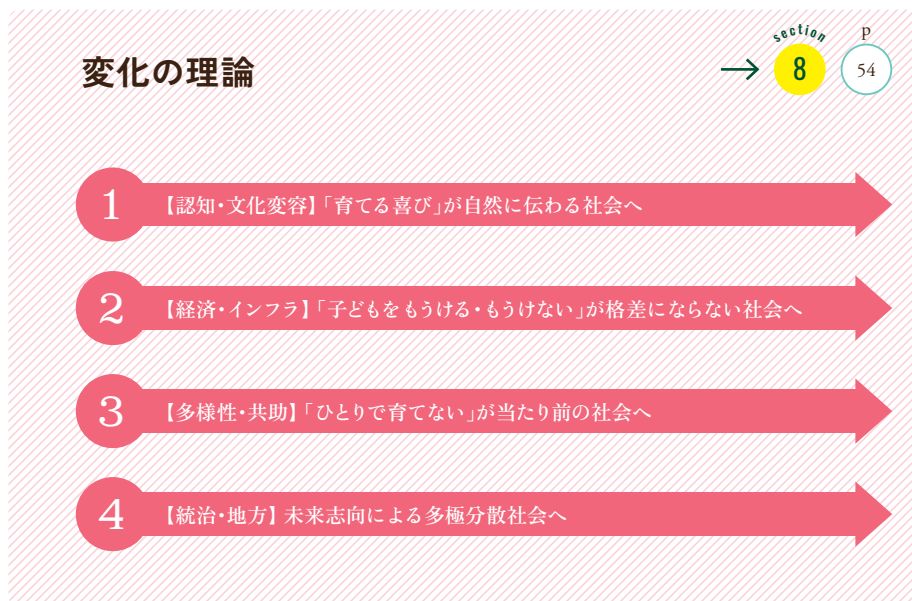 変化の理論
section
8
p
54
1
【認知・文化変容】「育てる喜び」が自然に伝わる社会へ
2
【経済・インフラ】「子どもをもうける・もうけない」が格差にならない社会へ
3
【多様性・共助】「ひとりで育てない」が当たり前の社会へ
4
【統治・地方】 未来志向による多極分散社会へ